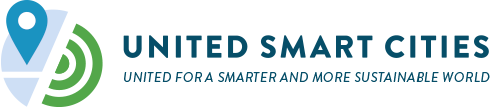 UNITED SMART CITIES
UNITED FOR A SMARTER AND MORE SUSTAINABLE WORLD